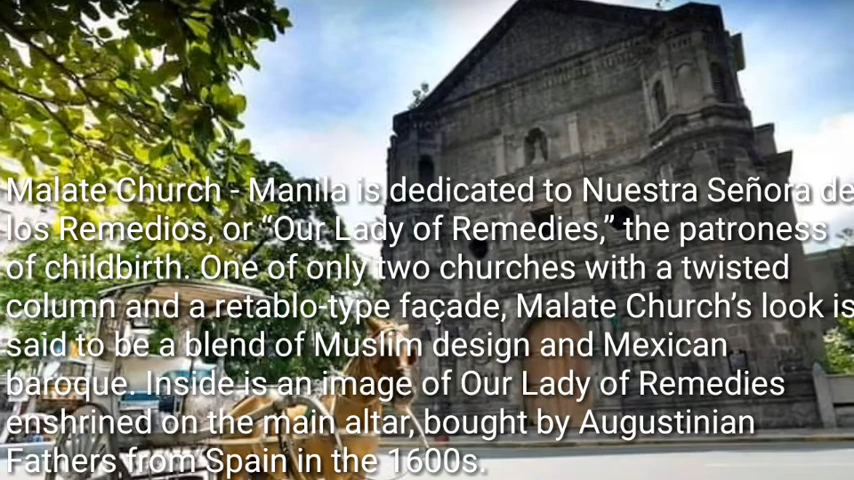 Malate Church - Manila is dedicated to Nuestra Señora de
los Remedios, or “Our Lady of Remedies,” the patroness
of childbirth. One of only two churches with a twisted
column and a retablo-type façade, Malate Church’s look is
said to be a blend of Muslim design and Mexican
baroque. Inside is an image of Our Lady of Remedies
enshrined on the main altar, bought by Augustinian
Fathers from Spain in the 1600s.